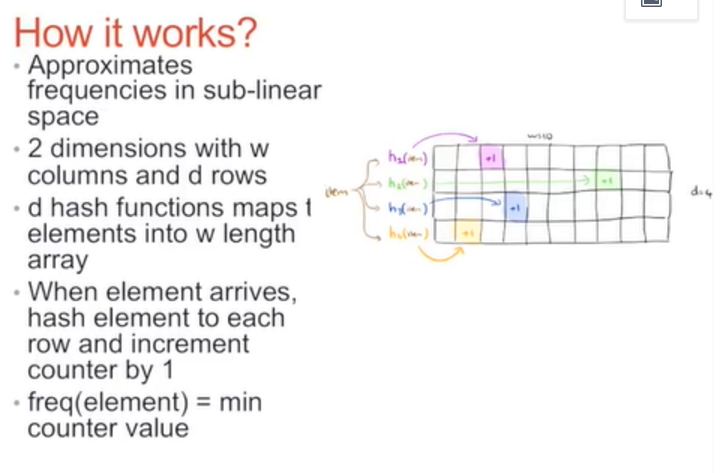 How it works?
• Approximates
frequencies in sub-linear
space
• 2 dimensions with w
columns and d rows
• d hash functions maps t
elements into w length
array
• When element arrives,
hash element to each
row and increment
counter by 1
• freq(element) = min
counter value
w=10
h₁(item)
+1
h₂(item)
+1
item
d=4
h₃(item)
+1
h₄(item)
+1